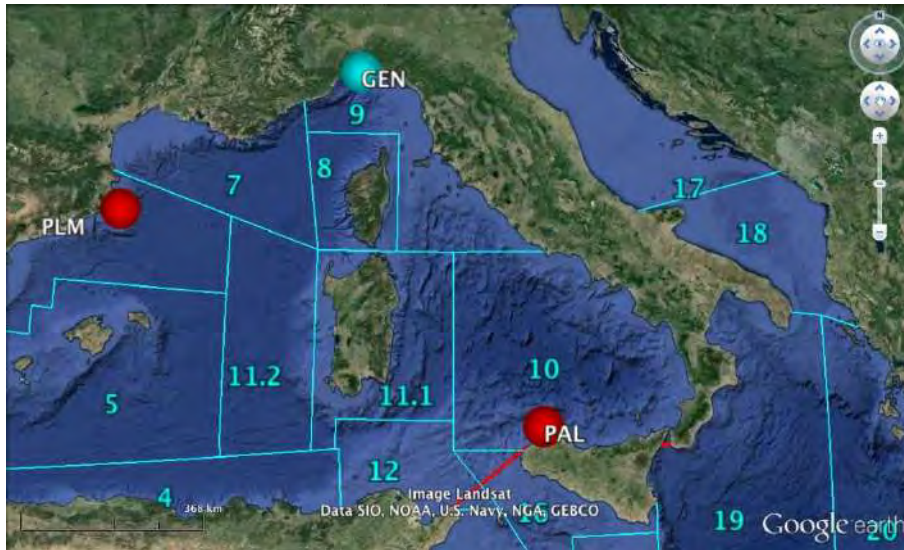 N
GEN
9
8
7
17
PLM
18
10
11.2
11.1
5
PAL
12
4
368 km
Image Landsat
Data SIO, NOAA, U.S. Navy, NGA, GEBCO
16
19
Google earth
20